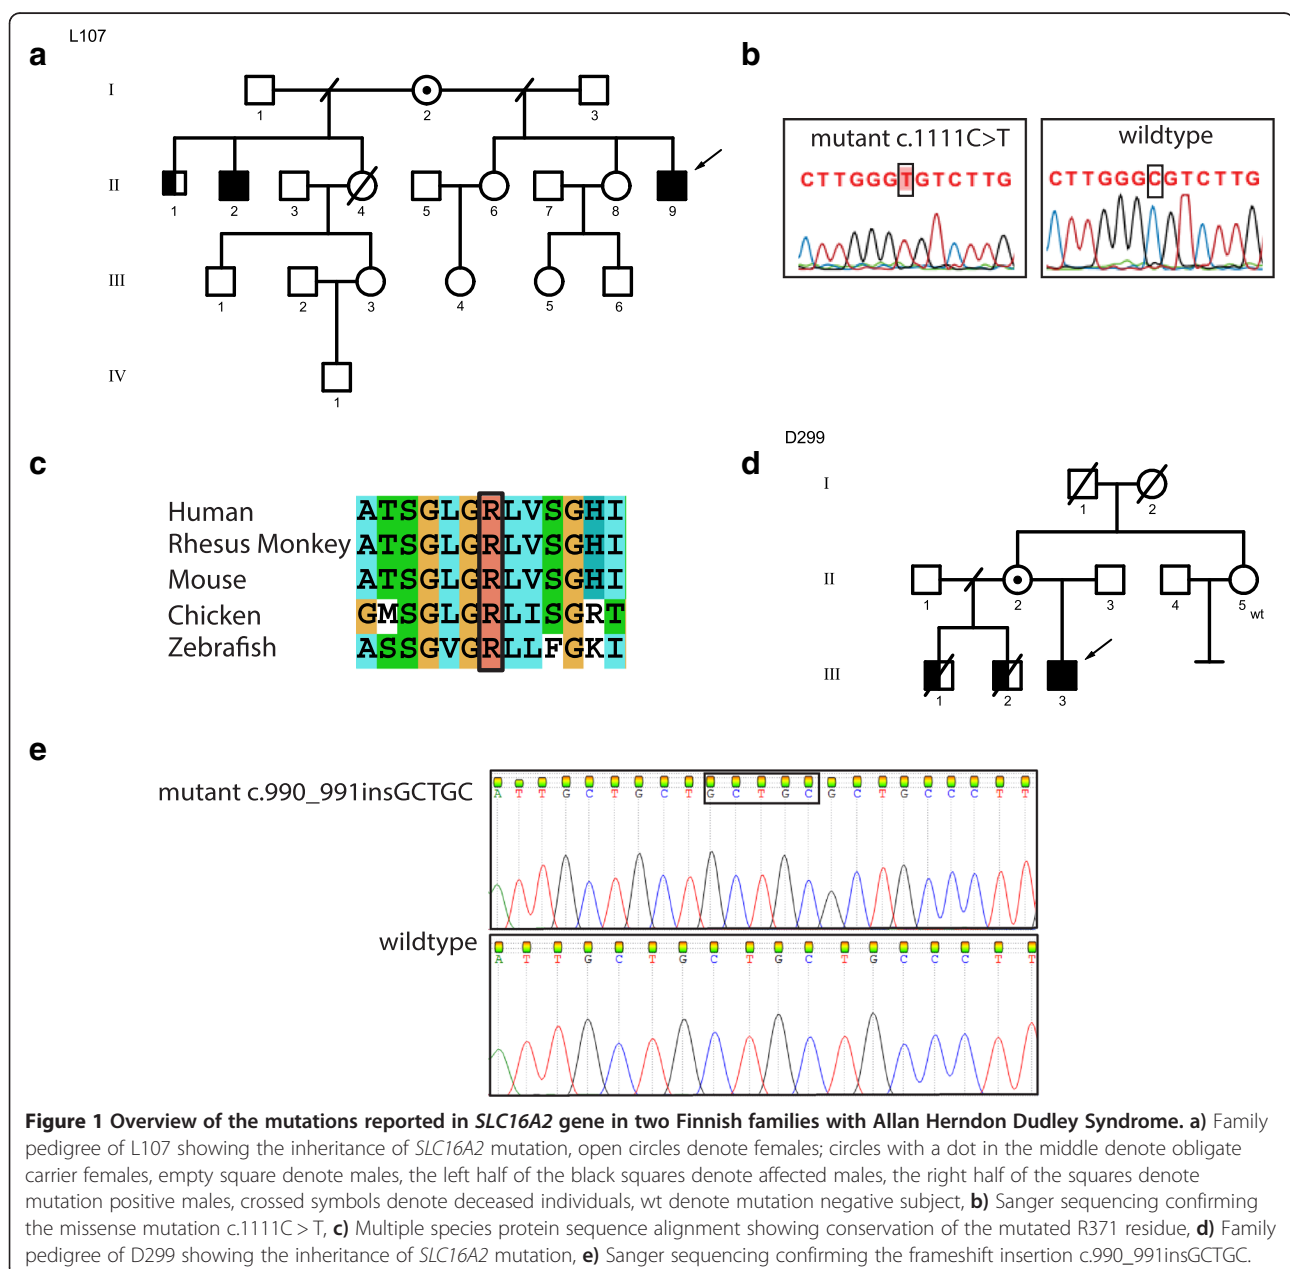 a
L107
I
1
2
3
II
1
2
3
4
5
6
7
8
9
III
1
2
3
4
5
6
IV
1
b
mutant c.1111C>T
CTTGGGTGTCTTG
wildtype
CTTGGGCGTCTTG
c
Human ATSGLGRLVSGHI
Rhesus Monkey ATSGLGRLVSGHI
Mouse ATSGLGRLVSGHI
Chicken GMSGLGRLISGRT
Zebrafish ASSGVGRLLFGKI
d
D299
I
1
2
II
1
2
3
4
5 wt
III
1
2
3
e
mutant c.990_991insGCTGC
A T T G C T G C T G C T G C G C T G C C C T T
wildtype
A T T G C T G C T G C T G C C C T T
Figure 1 Overview of the mutations reported in SLC16A2 gene in two Finnish families with Allan Herndon Dudley Syndrome. a) Family
pedigree of L107 showing the inheritance of SLC16A2 mutation, open circles denote females; circles with a dot in the middle denote obligate
carrier females, empty square denote males, the left half of the black squares denote affected males, the right half of the squares denote
mutation positive males, crossed symbols denote deceased individuals, wt denote mutation negative subject, b) Sanger sequencing confirming
the missense mutation c.1111C > T, c) Multiple species protein sequence alignment showing conservation of the mutated R371 residue, d) Family
pedigree of D299 showing the inheritance of SLC16A2 mutation, e) Sanger sequencing confirming the frameshift insertion c.990_991insGCTGC.